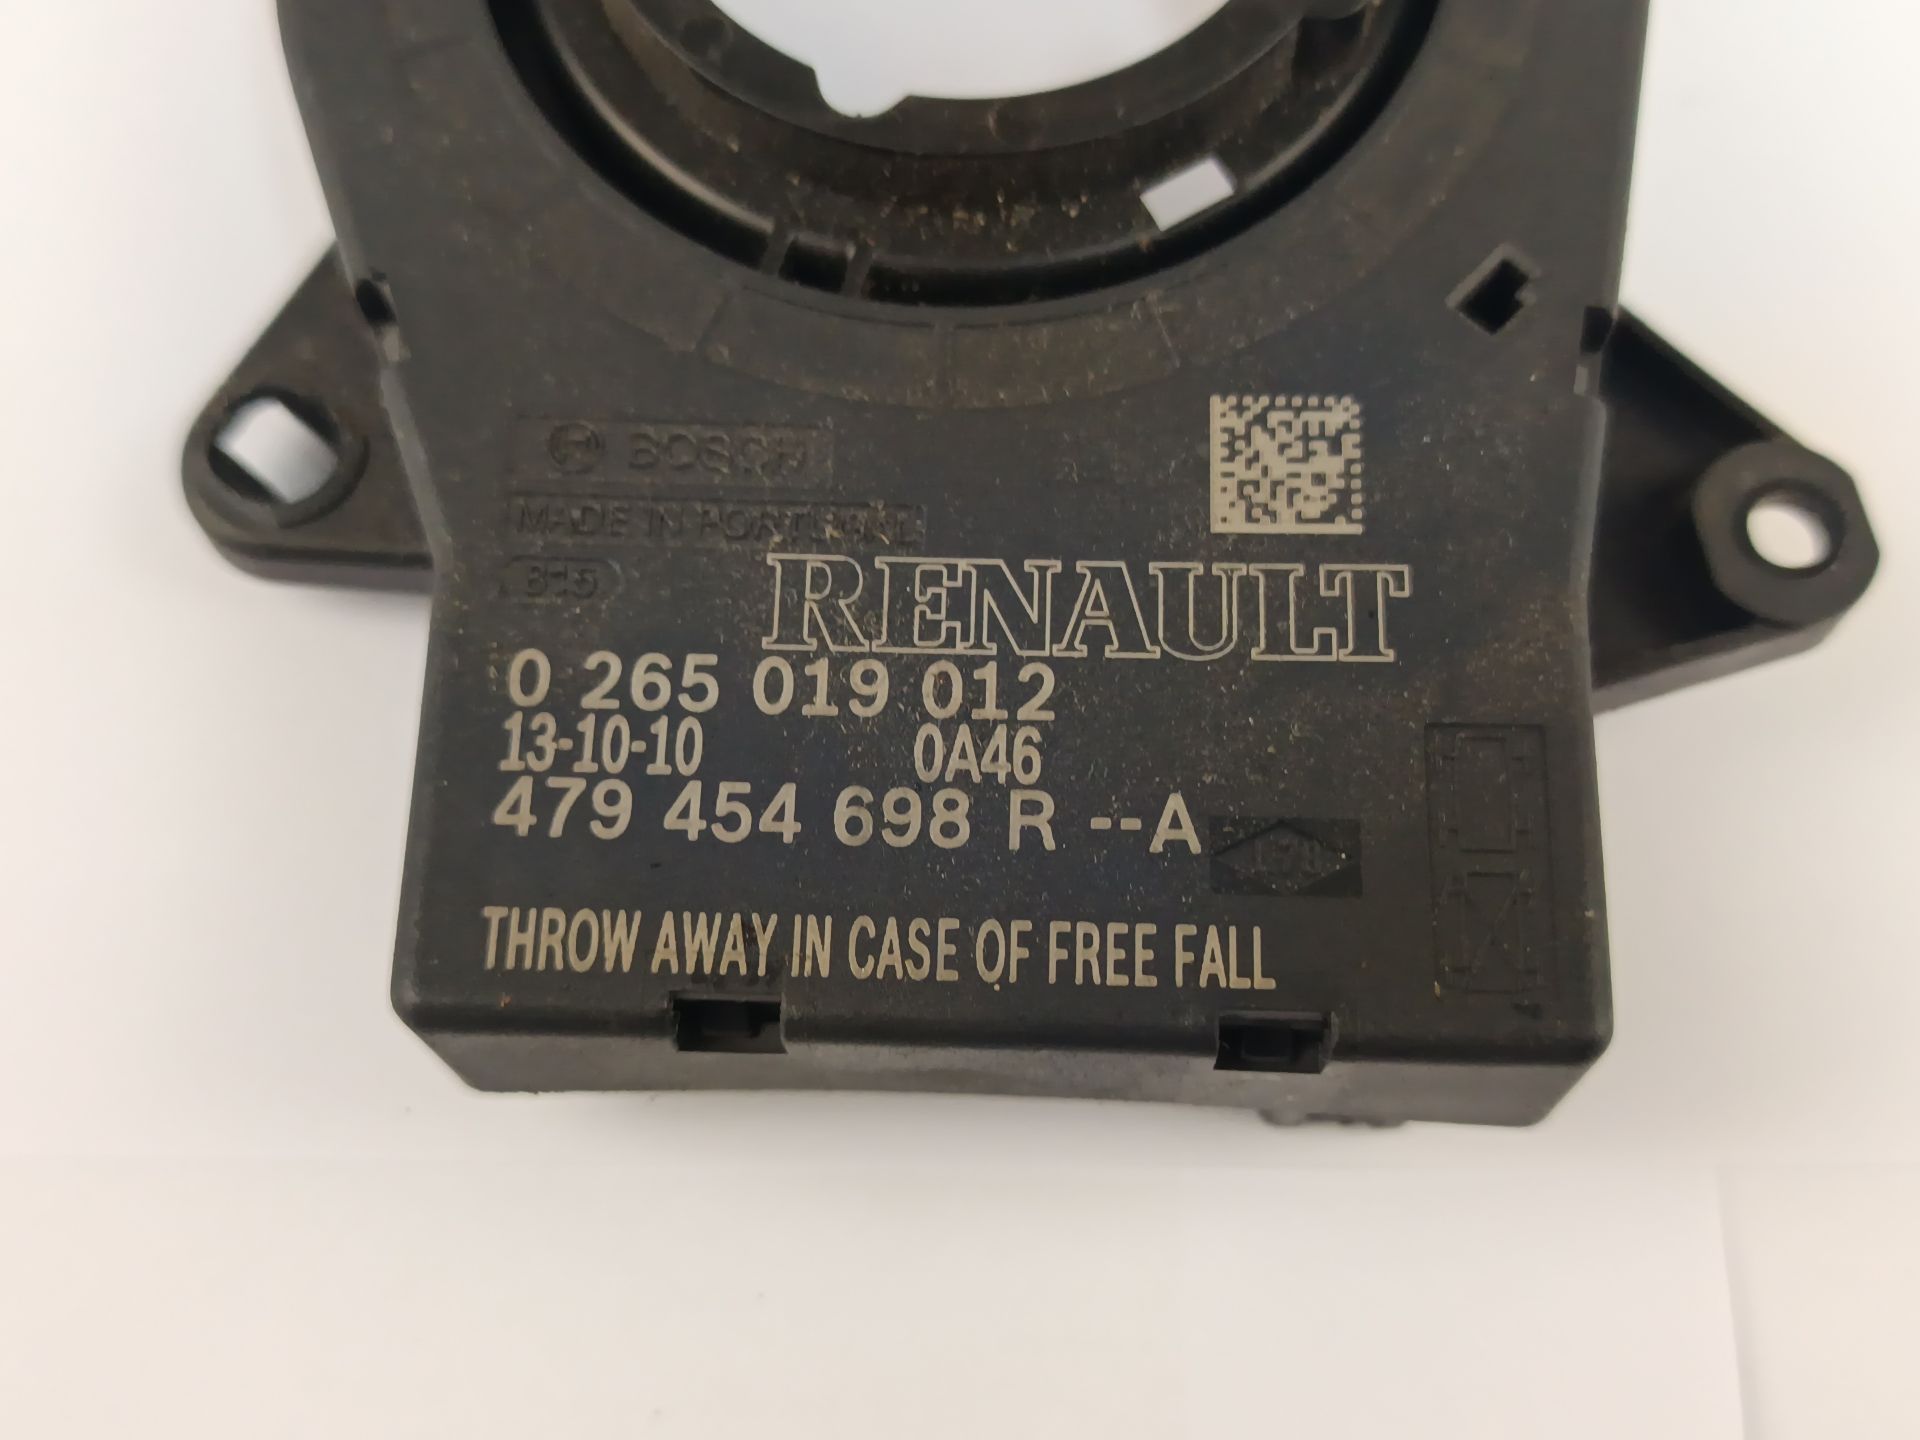 BOSCH
MADE IN PORTUGAL
RENAULT
0 265 019 012
13-10-10 0A46
479 454 698 R --A
THROW AWAY IN CASE OF FREE FALL